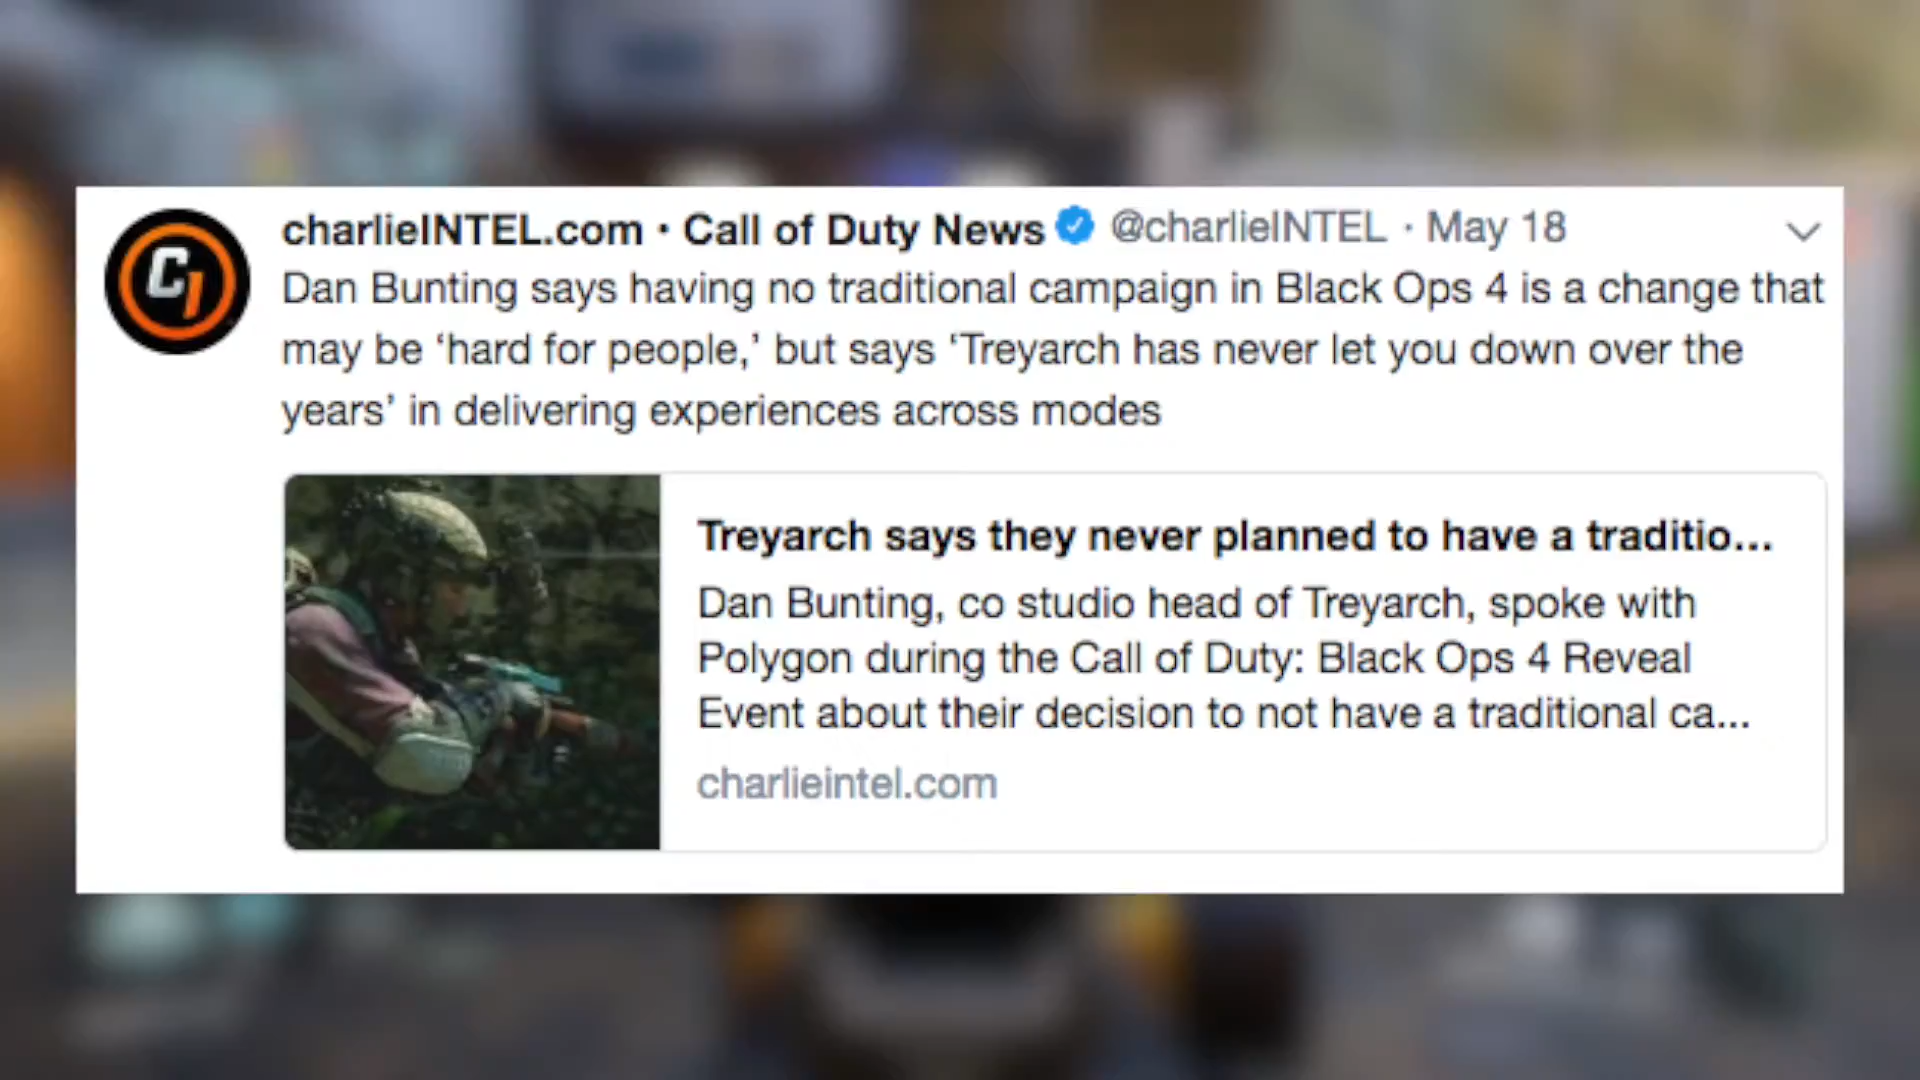 charlieINTEL.com • Call of Duty News @charlieINTEL · May 18
Dan Bunting says having no traditional campaign in Black Ops 4 is a change that
may be ‘hard for people,’ but says ‘Treyarch has never let you down over the
years’ in delivering experiences across modes
CI
Treyarch says they never planned to have a traditio...
Dan Bunting, co studio head of Treyarch, spoke with
Polygon during the Call of Duty: Black Ops 4 Reveal
Event about their decision to not have a traditional ca...
charlieintel.com